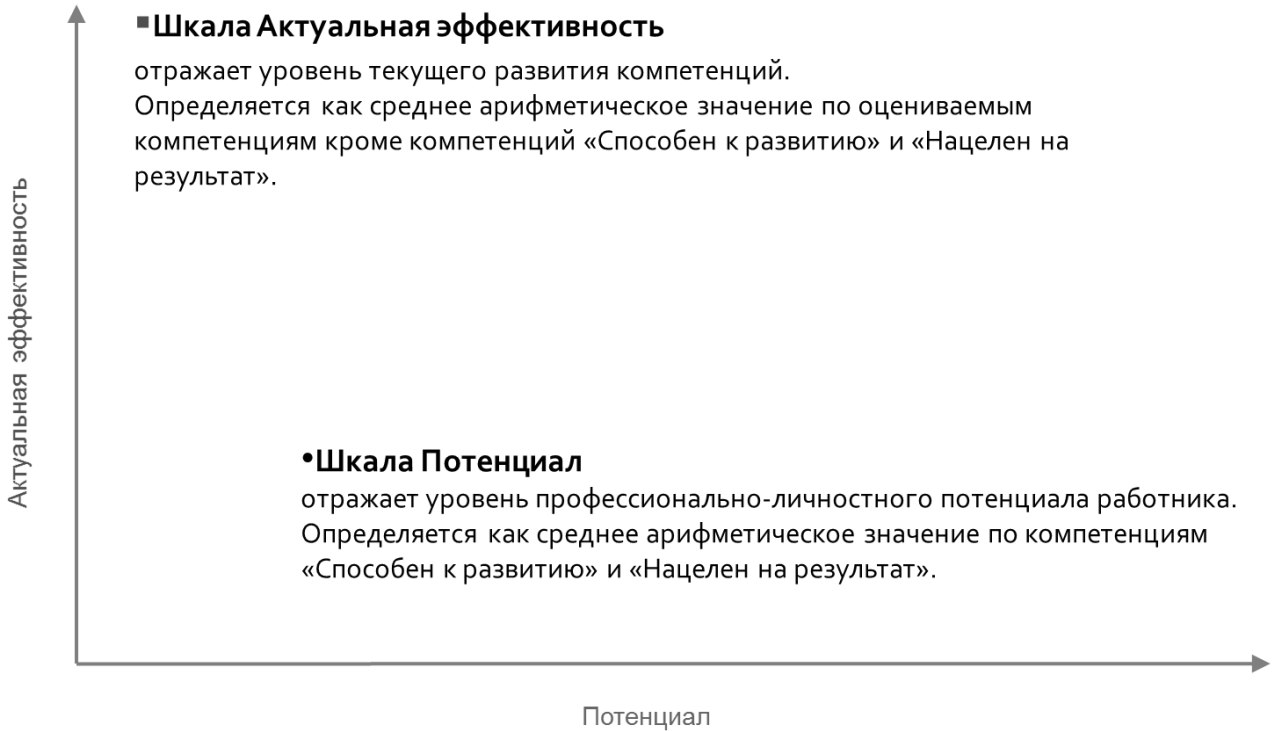 ▪Шкала Актуальная эффективность
отражает уровень текущего развития компетенций.
Определяется как среднее арифметическое значение по оцениваемым
компетенциям кроме компетенций «Способен к развитию» и «Нацелен на
результат».
Актуальная эффективность
•Шкала Потенциал
отражает уровень профессионально-личностного потенциала работника.
Определяется как среднее арифметическое значение по компетенциям
«Способен к развитию» и «Нацелен на результат».
Потенциал